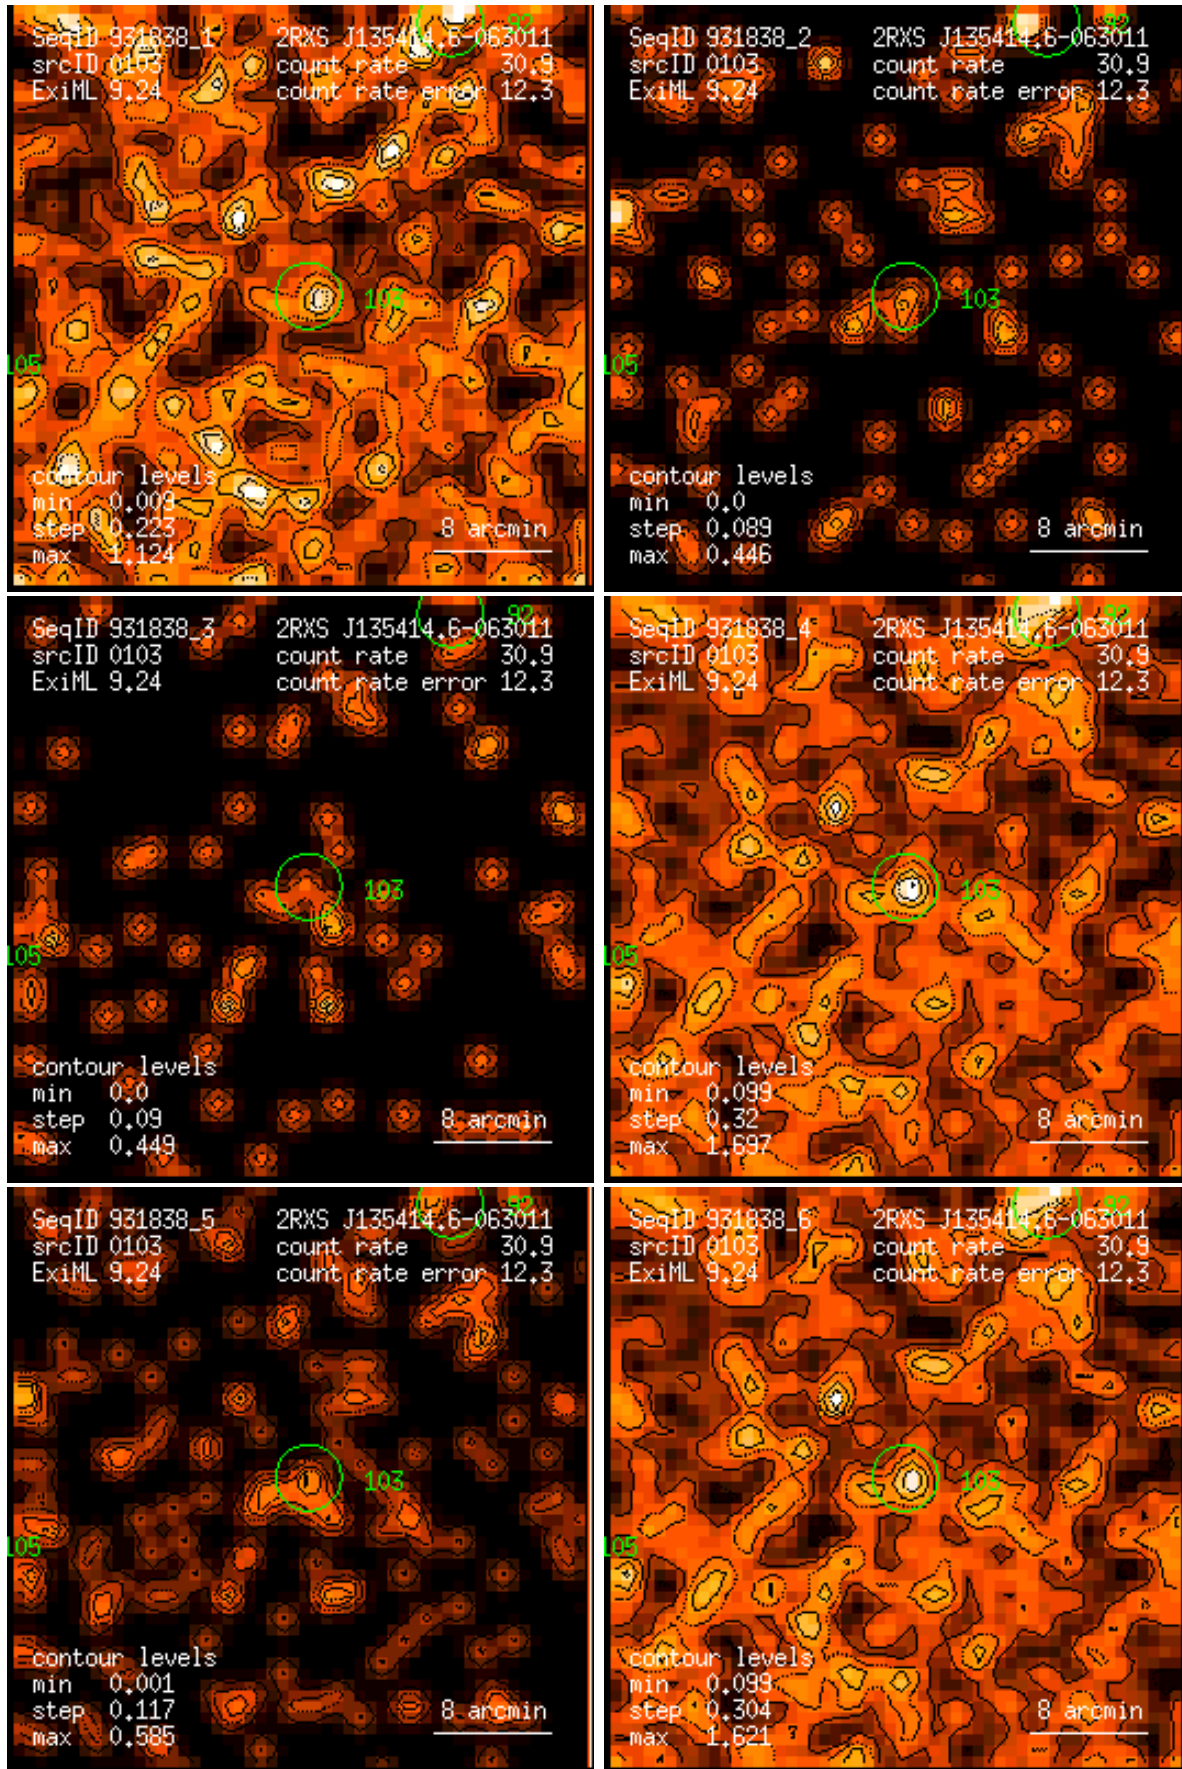 92
SeqID 931838_1 2RXS J135414.6-063011
srcID 0103 count rate 30.9
ExiML 9.24 count rate error 12.3
103
105
contour levels
min 0.009
step 0.223
max 1.124
8 arcmin
92
SeqID 931838_2 2RXS J135414.6-063011
srcID 0103 count rate 30.9
ExiML 9.24 count rate error 12.3
103
105
contour levels
min 0.0
step 0.089
max 0.446
8 arcmin
92
SeqID 931838_3 2RXS J135414.6-063011
srcID 0103 count rate 30.9
ExiML 9.24 count rate error 12.3
103
105
contour levels
min 0.0
step 0.09
max 0.449
8 arcmin
92
SeqID 931838_4 2RXS J135414.6-063011
srcID 0103 count rate 30.9
ExiML 9.24 count rate error 12.3
103
105
contour levels
min 0.099
step 0.32
max 1.697
8 arcmin
92
SeqID 931838_5 2RXS J135414.6-063011
srcID 0103 count rate 30.9
ExiML 9.24 count rate error 12.3
103
105
contour levels
min 0.001
step 0.117
max 0.585
8 arcmin
92
SeqID 931838_6 2RXS J135414.6-063011
srcID 0103 count rate 30.9
ExiML 9.24 count rate error 12.3
103
105
contour levels
min 0.099
step 0.304
max 1.621
8 arcmin